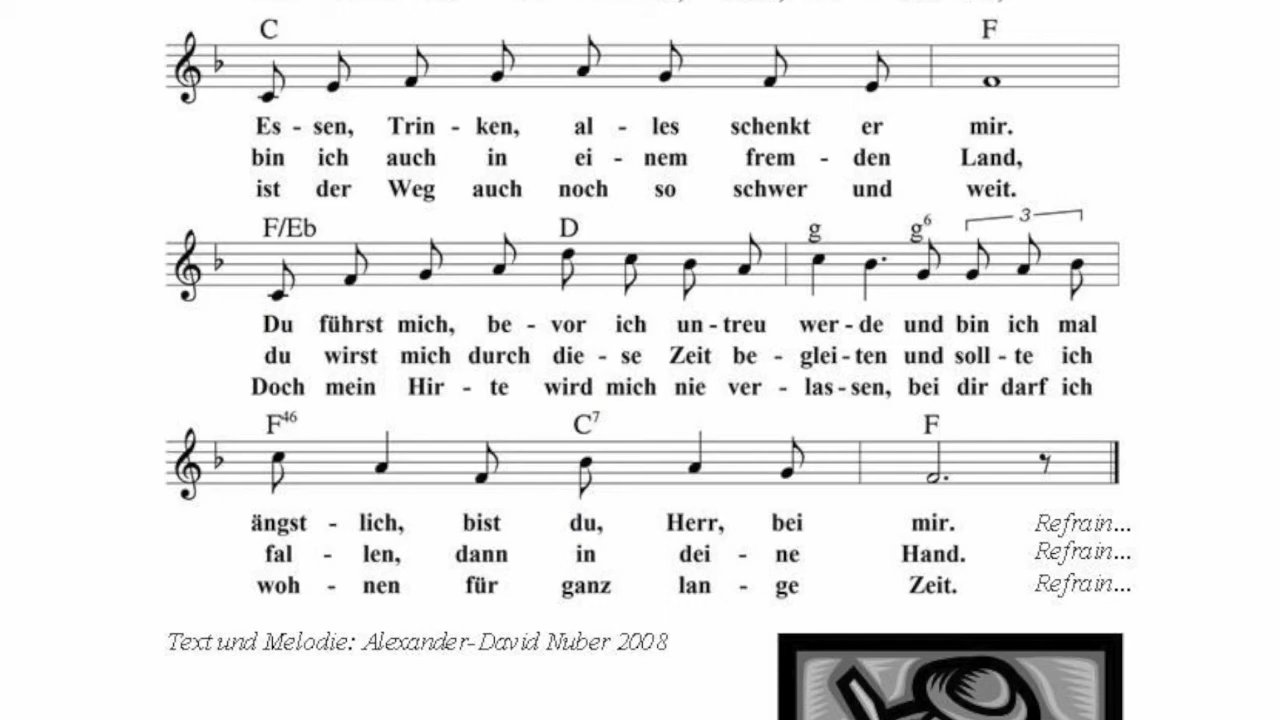 C F
Es - sen, Trin - ken, al - les schenkt er mir.
bin ich auch in ei - nem frem - den Land,
ist der Weg auch noch so schwer und weit.
F/Eb D g g6 3
Du führst mich, be - vor ich un - treu wer - de und bin ich mal
du wirst mich durch die - se Zeit be - glei - ten und soll - te ich
Doch mein Hir - te wird mich nie ver - las - sen, bei dir darf ich
F46 C7 F
ängst - lich, bist du, Herr, bei mir. Refrain...
fal - len, dann in dei - ne Hand. Refrain...
woh - nen für ganz lan - ge Zeit. Refrain...
Text und Melodie: Alexander-David Nuber 2008